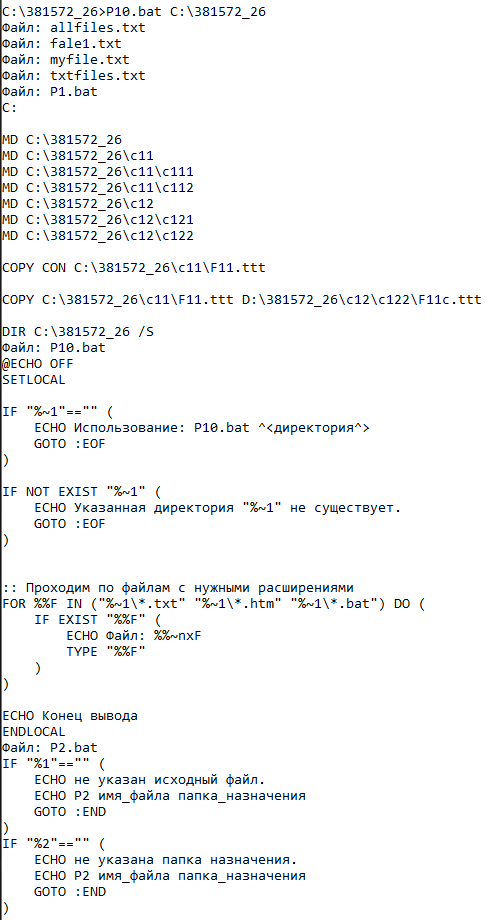 C:\381572_26>P10.bat C:\381572_26
Файл: allfiles.txt
Файл: fale1.txt
Файл: myfile.txt
Файл: txtfiles.txt
Файл: P1.bat
C:
MD C:\381572_26
MD C:\381572_26\c11
MD C:\381572_26\c11\c111
MD C:\381572_26\c11\c112
MD C:\381572_26\c12
MD C:\381572_26\c12\c121
MD C:\381572_26\c12\c122
COPY CON C:\381572_26\c11\F11.ttt
COPY C:\381572_26\c11\F11.ttt D:\381572_26\c12\c122\F11c.ttt
DIR C:\381572_26 /S
Файл: P10.bat
@ECHO OFF
SETLOCAL
IF "%~1"=="" (
    ECHO Использование: P10.bat ^<директория^>
    GOTO :EOF
)
IF NOT EXIST "%~1" (
    ECHO Указанная директория "%~1" не существует.
    GOTO :EOF
)
:: Проходим по файлам с нужными расширениями
FOR %%F IN ("%~1\*.txt" "%~1\*.htm" "%~1\*.bat") DO (
    IF EXIST "%%F" (
        ECHO Файл: %%~nxF
        TYPE "%%F"
    )
)
ECHO Конец вывода
ENDLOCAL
Файл: P2.bat
IF "%1"=="" (
    ECHO не указан исходный файл.
    ECHO P2 имя_файла папка_назначения
    GOTO :END
)
IF "%2"=="" (
    ECHO не указана папка назначения.
    ECHO P2 имя_файла папка_назначения
    GOTO :END
)